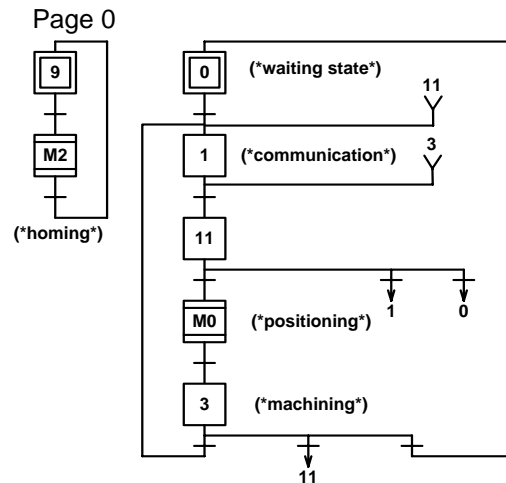 Page 0
9
0
(*waiting state*)
11
M2
1
(*communication*)
3
(*homing*)
11
M0
(*positioning*)
1
0
3
(*machining*)
11